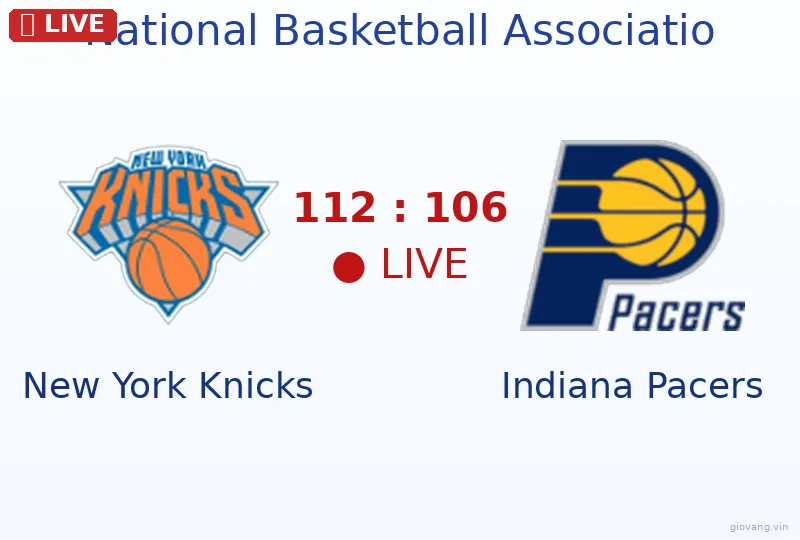 LIVE
National Basketball Associatio
NEW YORK
KNICKS
112 : 106
● LIVE
Pacers
New York Knicks
Indiana Pacers
giovang.vin